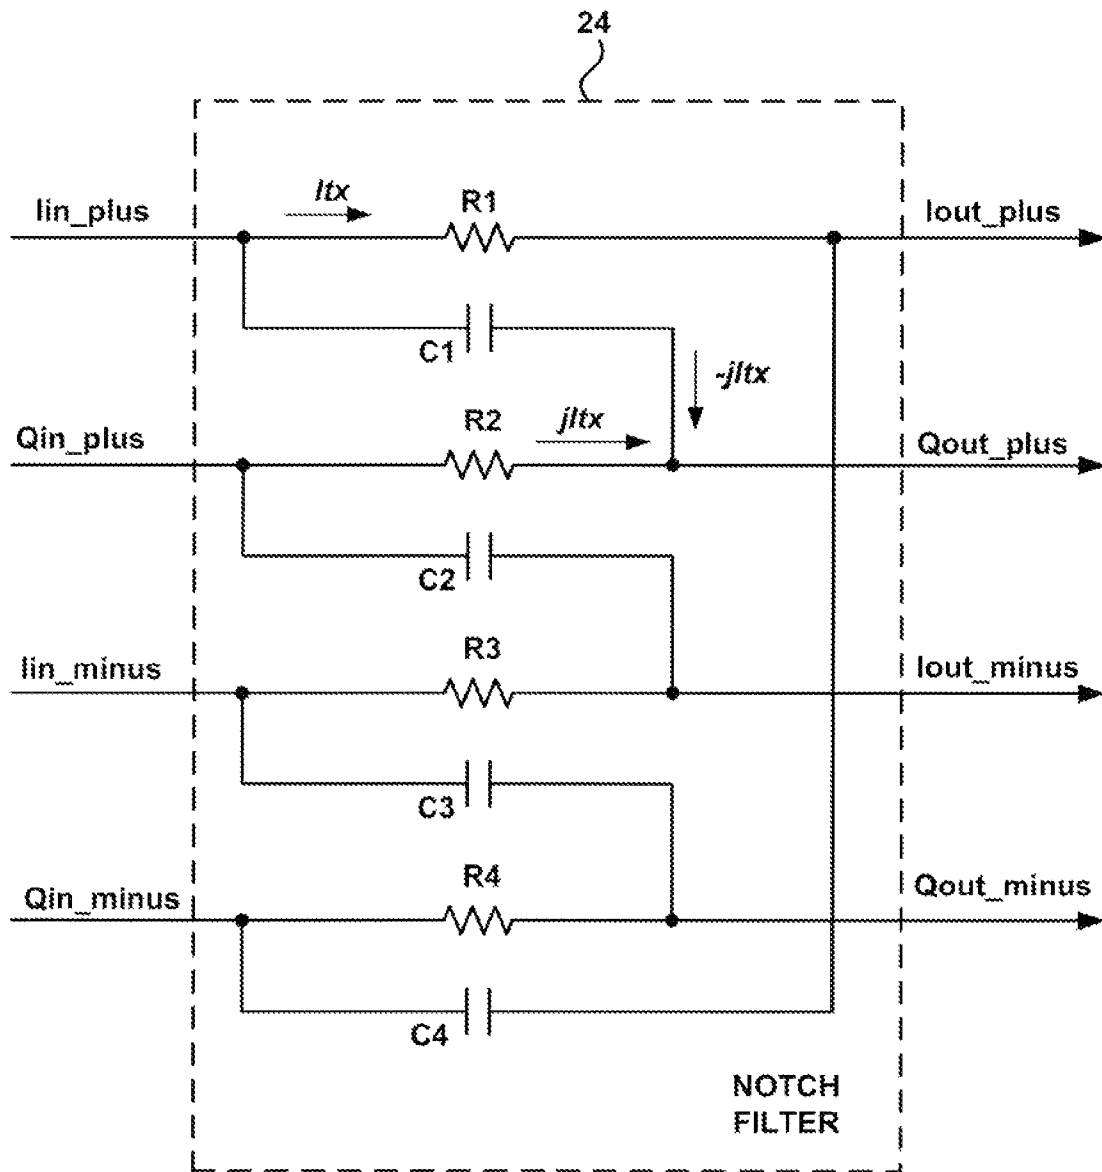 24
Itx
R1
Iin_plus
Iout_plus
C1
-jItx
R2
jItx
Qin_plus
Qout_plus
C2
R3
Iin_minus
Iout_minus
C3
R4
Qin_minus
Qout_minus
C4
NOTCH
FILTER